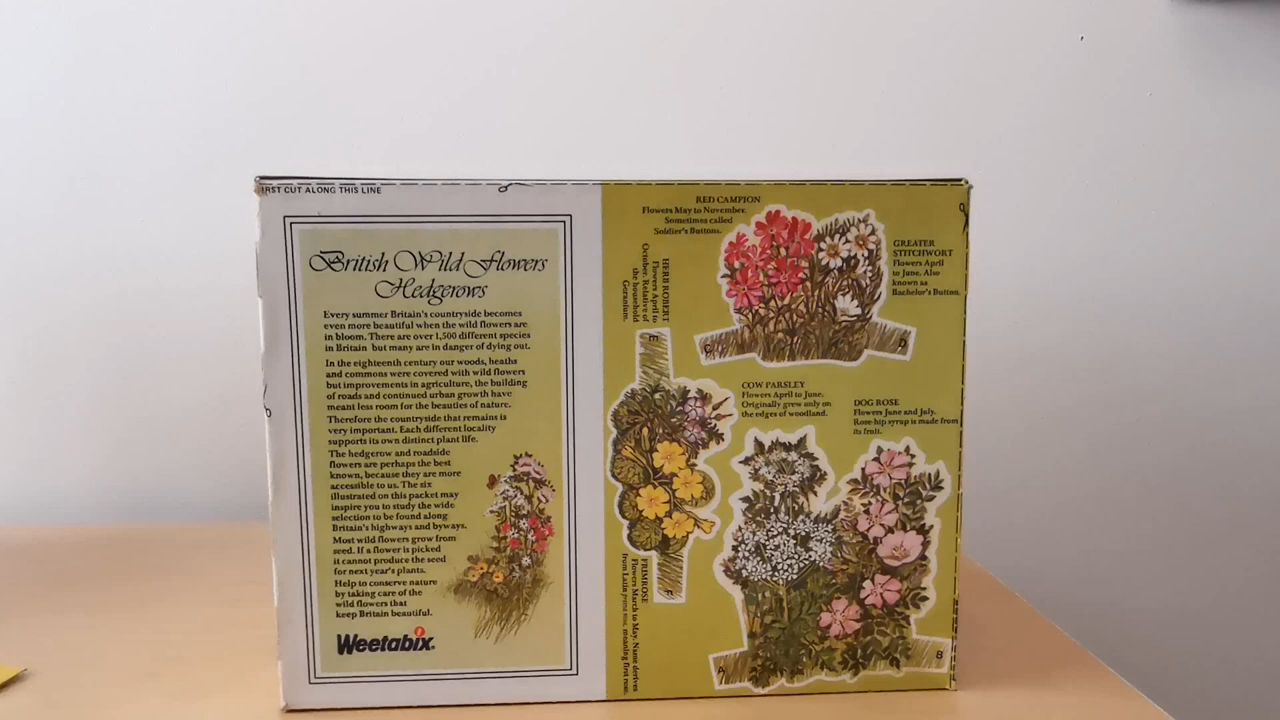 FIRST CUT ALONG THIS LINE
British Wild Flowers
Hedgerows
Every summer Britain's countryside becomes
even more beautiful when the wild flowers are
in bloom. There are over 1,500 different species
in Britain but many are in danger of dying out.
In the eighteenth century our woods, heaths
and commons were covered with wild flowers
but improvements in agriculture, the building
of roads and continued urban growth have
meant less room for the beauties of nature.
Therefore the countryside that remains is
very important. Each different locality
supports its own distinct plant life.
The hedgerow and roadside
flowers are perhaps the best
known, because they are more
accessible to us. The six
illustrated on this packet may
inspire you to study the wide
selection to be found along
Britain's highways and byways.
Most wild flowers grow from
seed. If a flower is picked
it cannot produce the seed
for next year's plants.
Help to conserve nature
by taking care of the
wild flowers that
keep Britain beautiful.
Weetabix
RED CAMPION
Flowers May to November.
Sometimes called
Soldier's Buttons.
GREATER
STITCHWORT
Flowers April
to June. Also
known as
Bachelor's Button.
HERB ROBERT
Flowers April to
October. Relative of
the household
Geranium.
E
C
D
COW PARSLEY
Flowers April to June.
Originally grew only on
the edges of woodland.
DOG ROSE
Flowers June and July.
Rose-hip syrup is made from
its fruit.
PRIMROSE
Flowers March to May. Name derives
from Latin prima rosa, meaning first rose.
F
A
B